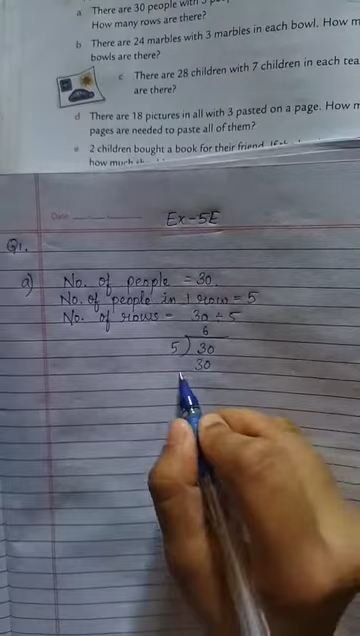 a There are 30 people with 5
How many rows are there?
b There are 24 marbles with 3 marbles in each bowl. How m
bowls are there?
c There are 28 children with 7 children in each tea
are there?
d There are 18 pictures in all with 3 pasted on a page. How m
pages are needed to paste all of them?
e 2 children bought a book for their friend.
how much
Date
Ex-5E
Q1.
a) No. of people = 30.
No. of people in 1 row = 5
No. of rows = 30 ÷ 5
6
5 ) 30
30